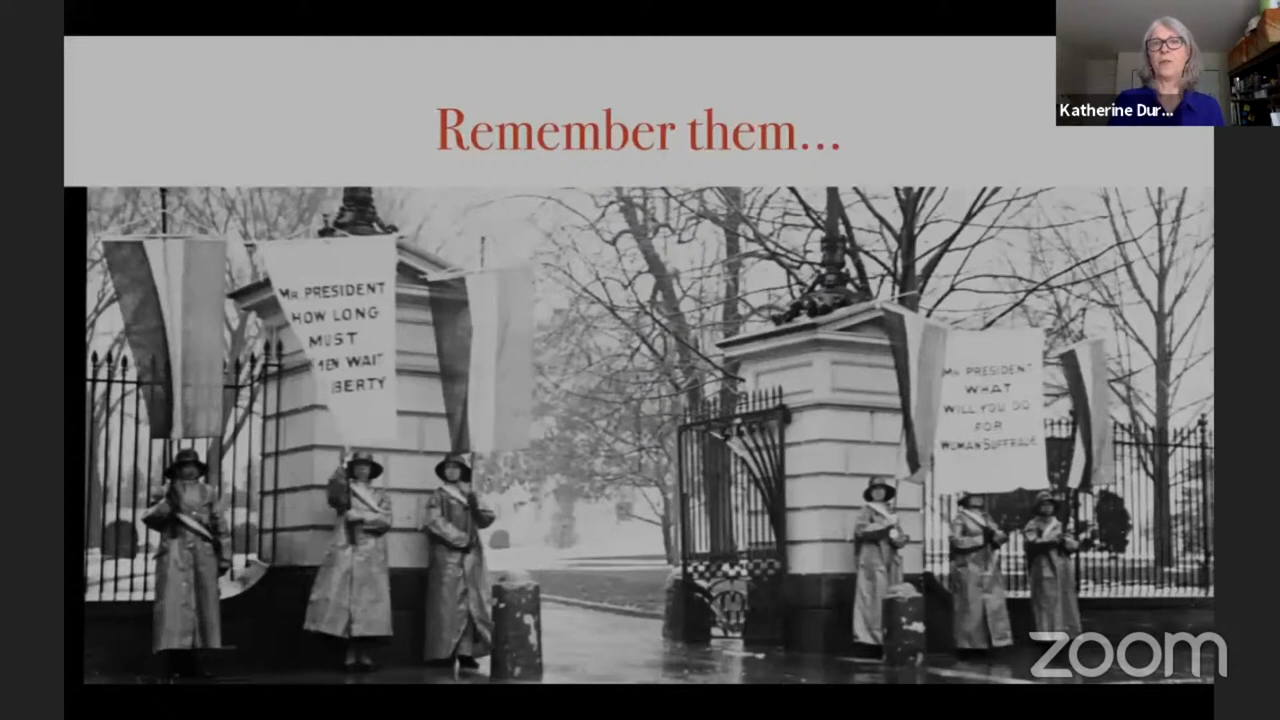 Remember them...
Katherine Dur...
MR. PRESIDENT
HOW LONG
MUST
WAIT
MR. PRESIDENT
WHAT
WILL YOU DO
FOR
WOMAN SUFFRAGE
zoom